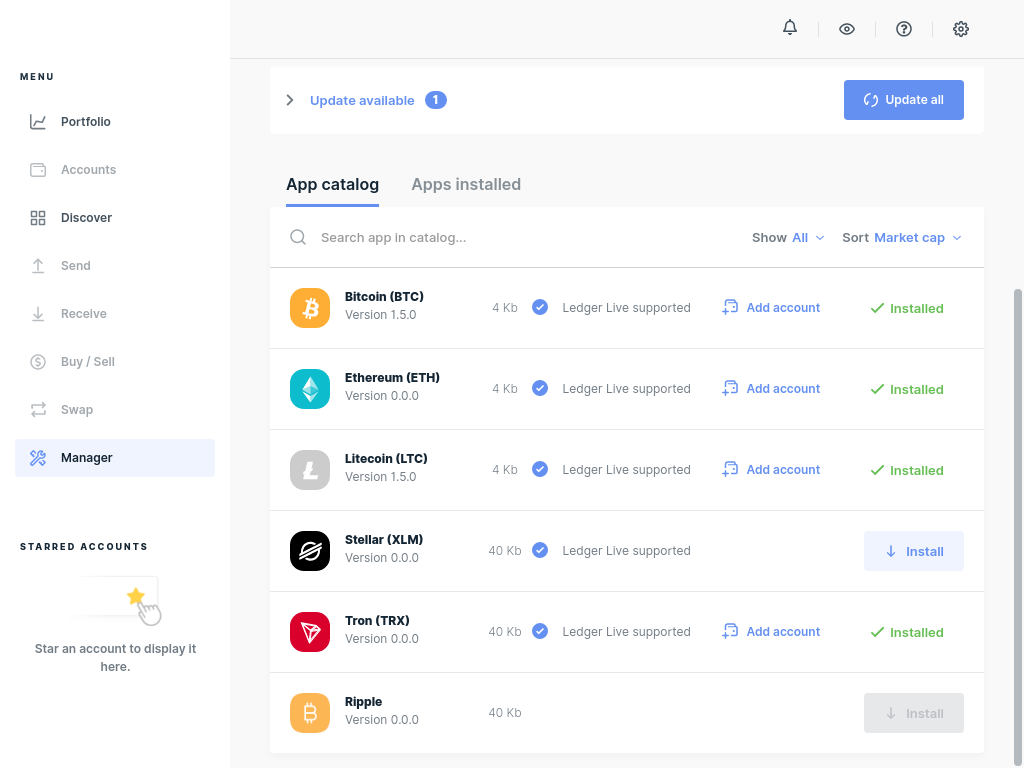 MENU
Portfolio
Accounts
Discover
Send
Receive
Buy / Sell
Swap
Manager
STARRED ACCOUNTS
Star an account to display it
here.
Update available 1
Update all
App catalog Apps installed
Search app in catalog... Show All Sort Market cap
Bitcoin (BTC)
Version 1.5.0
4 Kb Ledger Live supported Add account Installed
Ethereum (ETH)
Version 0.0.0
4 Kb Ledger Live supported Add account Installed
Litecoin (LTC)
Version 1.5.0
4 Kb Ledger Live supported Add account Installed
Stellar (XLM)
Version 0.0.0
40 Kb Ledger Live supported Install
Tron (TRX)
Version 0.0.0
40 Kb Ledger Live supported Add account Installed
Ripple
Version 0.0.0
40 Kb Install